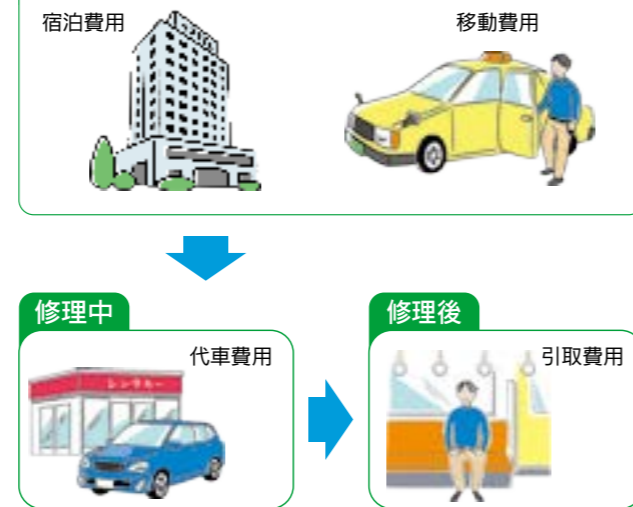 宿泊費用
移動費用
修理中
代車費用
レンタカー
修理後
引取費用